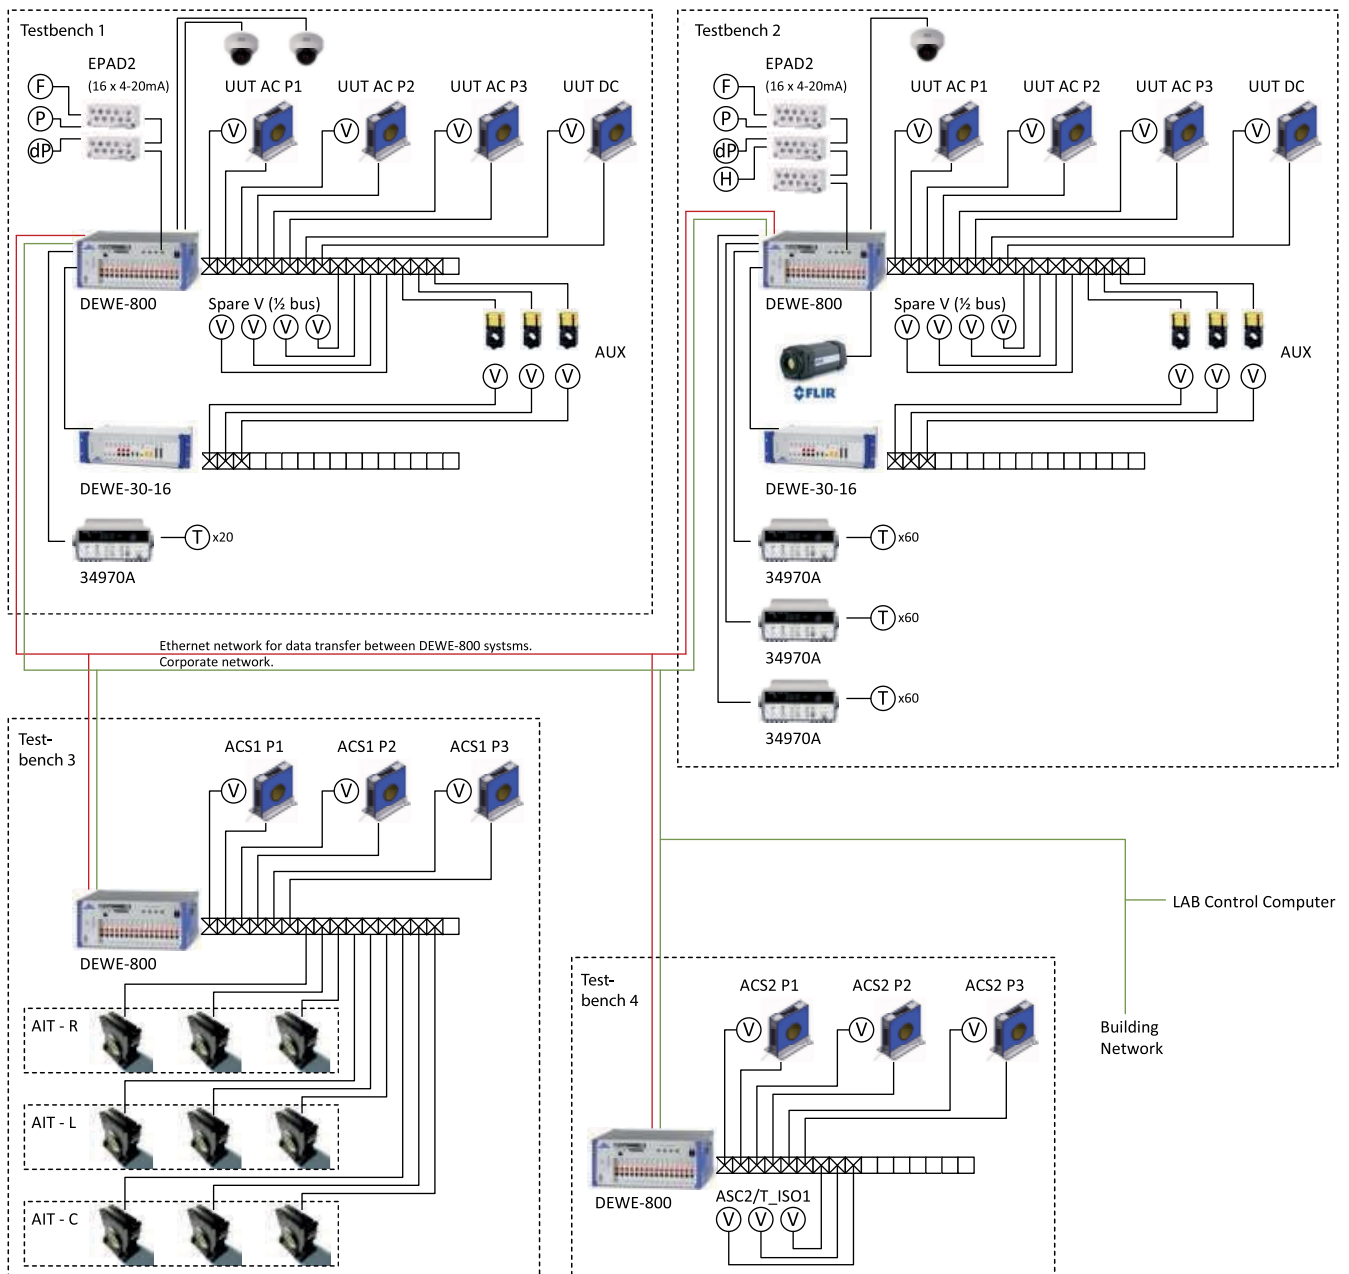 Testbench 1
EPAD2
(16 x 4-20mA)
F
P
dP
UUT AC P1
UUT AC P2
UUT AC P3
UUT DC
V
V
V
V
DEWE-800
Spare V (½ bus)
V
V
V
V
AUX
V
V
V
DEWE-30-16
T
x20
34970A
Testbench 2
EPAD2
(16 x 4-20mA)
F
P
dP
H
UUT AC P1
UUT AC P2
UUT AC P3
UUT DC
V
V
V
V
DEWE-800
Spare V (½ bus)
V
V
V
V
FLIR
AUX
V
V
V
DEWE-30-16
T
x60
34970A
T
x60
34970A
T
x60
34970A
Ethernet network for data transfer between DEWE-800 systsms.
Corporate network.
Test-
bench 3
ACS1 P1
ACS1 P2
ACS1 P3
V
V
V
DEWE-800
AIT - R
AIT - L
AIT - C
Test-
bench 4
ACS2 P1
ACS2 P2
ACS2 P3
V
V
V
DEWE-800
ASC2/T_ISO1
V
V
V
LAB Control Computer
Building
Network